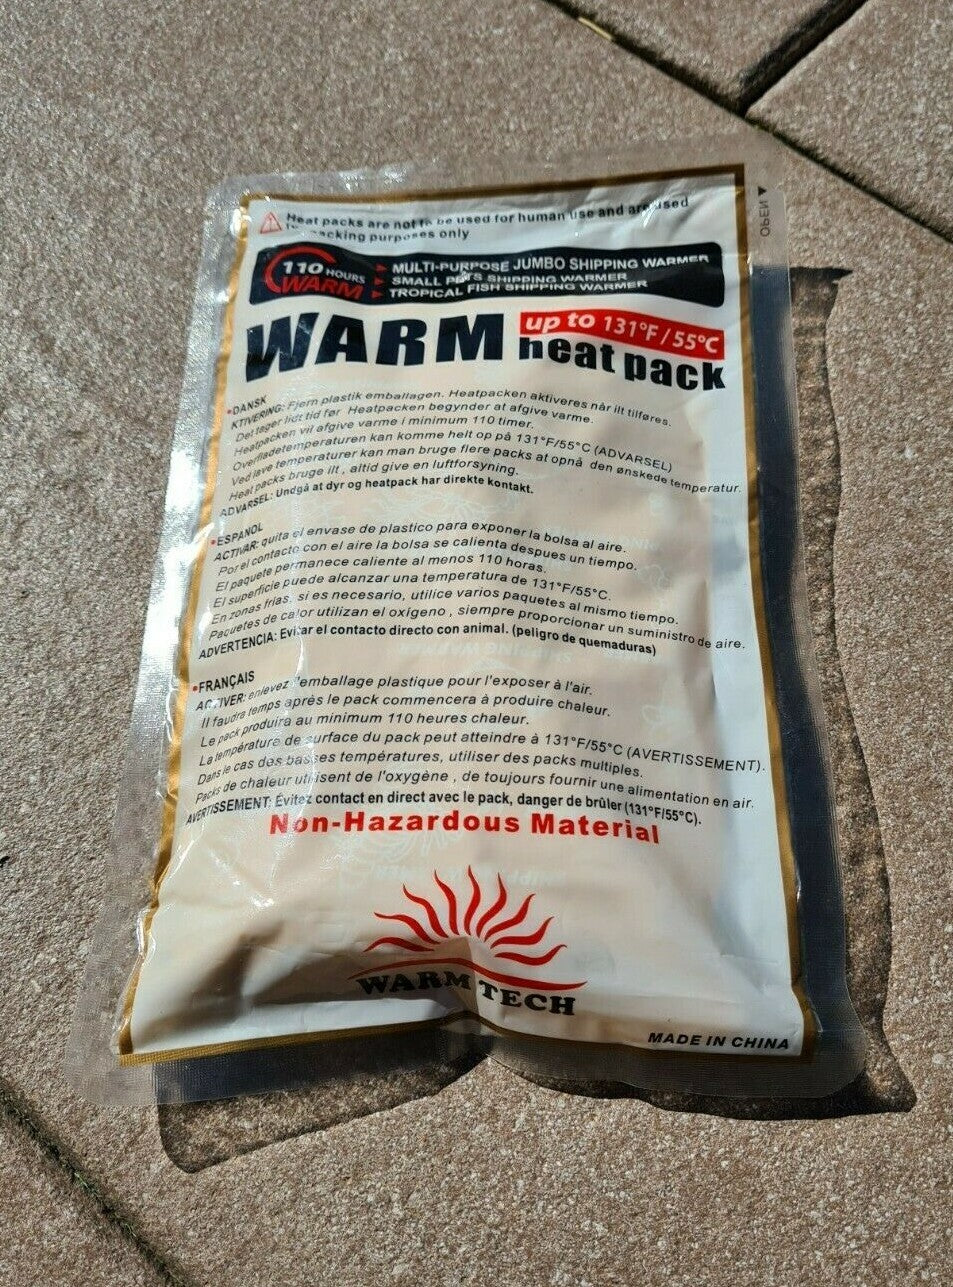 OPEN
Heat packs are not to be used for human use and are used
for packing purposes only
110 HOURS
WARM
MULTI-PURPOSE JUMBO SHIPPING WARMER
SMALL PETS SHIPPING WARMER
TROPICAL FISH SHIPPING WARMER
WARM
up to 131°F/55°C
heat pack
•DANSK
KTIVERING: Fjern plastik emballagen. Heatpacken aktiveres når ilt tilføres.
Det tager lidt tid før Heatpacken begynder at afgive varme.
Heatpacken vil afgive varme i minimum 110 timer.
Overfladetemperaturen kan komme helt op på 131°F/55°C (ADVARSEL)
Ved lave temperaturer kan man bruge flere packs at opnå den ønskede temperatur.
Heat packs bruge ilt , altid give en luftforsyning.
ADVARSEL: Undgå at dyr og heatpack har direkte kontakt.
•ESPANOL
ACTIVAR: quita el envase de plastico para exponer la bolsa al aire.
Por el contacto con el aire la bolsa se calienta despues un tiempo.
El paquete permanece caliente al menos 110 horas.
El superficie puede alcanzar una temperatura de 131°F/55°C.
En zonas frias, si es necesario, utilice varios paquetes al mismo tiempo.
Paquetes de calor utilizan el oxígeno , siempre proporcionar un suministro de aire.
ADVERTENCIA: Evitar el contacto directo con animal. (peligro de quemaduras)
•FRANÇAIS
ACTIVER: enlevez l'emballage plastique pour l'exposer à l'air.
Il faudra temps après le pack commencera à produire chaleur.
Le pack produira au minimum 110 heures chaleur.
La température de surface du pack peut atteindre à 131°F/55°C (AVERTISSEMENT).
Dans le cas des basses températures, utiliser des packs multiples.
Packs de chaleur utilisent de l'oxygène , de toujours fournir une alimentation en air.
AVERTISSEMENT: Évitez contact en direct avec le pack, danger de brûler (131°F/55°C).
Non-Hazardous Material
WARM TECH
MADE IN CHINA